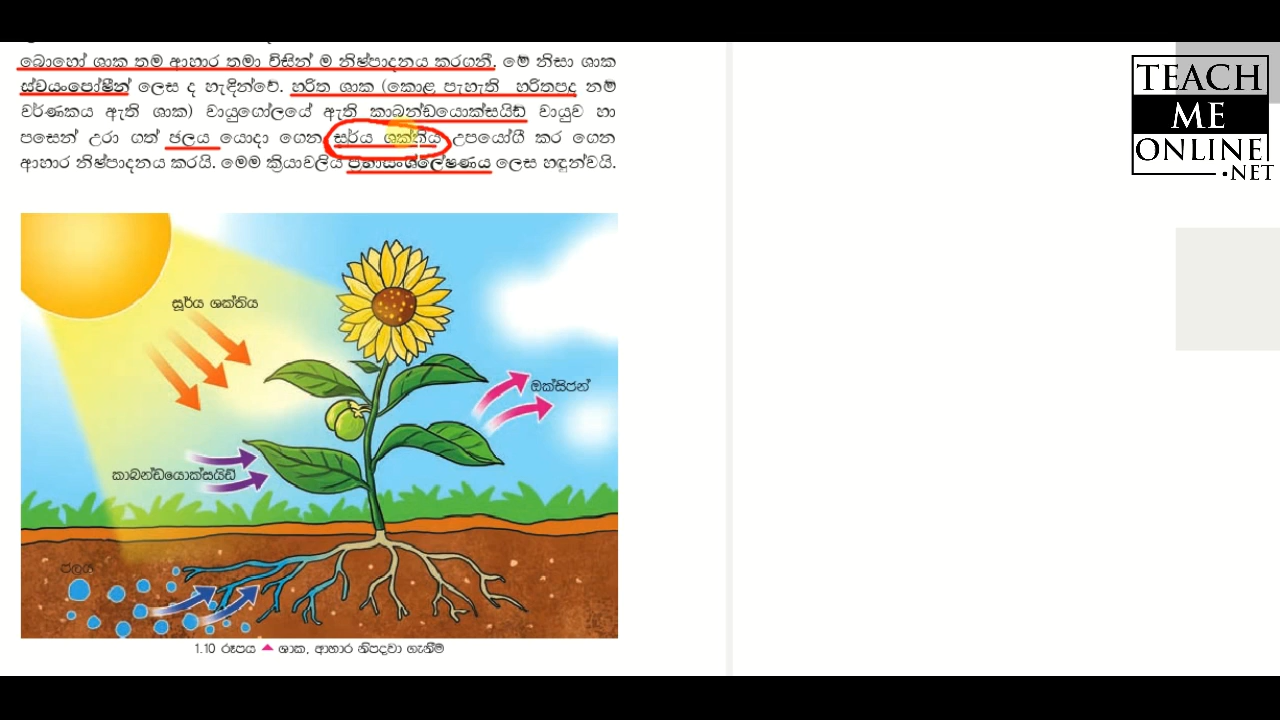 බොහෝ ශාක තම ආහාර තමා විසින් ම නිෂ්පාදනය කරගනී. මේ නිසා ශාක
ස්වයංපෝෂීන් ලෙස ද හැඳින්වේ. හරිත ශාක (කොළ පැහැති හරිතප්‍රද නම්
වර්ණකය ඇති ශාක) වායුගෝලයේ ඇති කාබන්ඩයොක්සයිඩ් වායුව හා
පසෙන් උරා ගත් ජලය යොදා ගෙන සූර්ය ශක්තිය උපයෝගී කර ගෙන
ආහාර නිෂ්පාදනය කරයි. මෙම ක්‍රියාවලිය ප්‍රභාසංශ්ලේෂණය ලෙස හඳුන්වයි.
TEACH
ME
ONLINE
.NET
සූර්ය ශක්තිය
ඔක්සිජන්
කාබන්ඩයොක්සයිඩ්
ජලය
1.10 රූපය ▲ ශාක, ආහාර නිපදවා ගැනීම